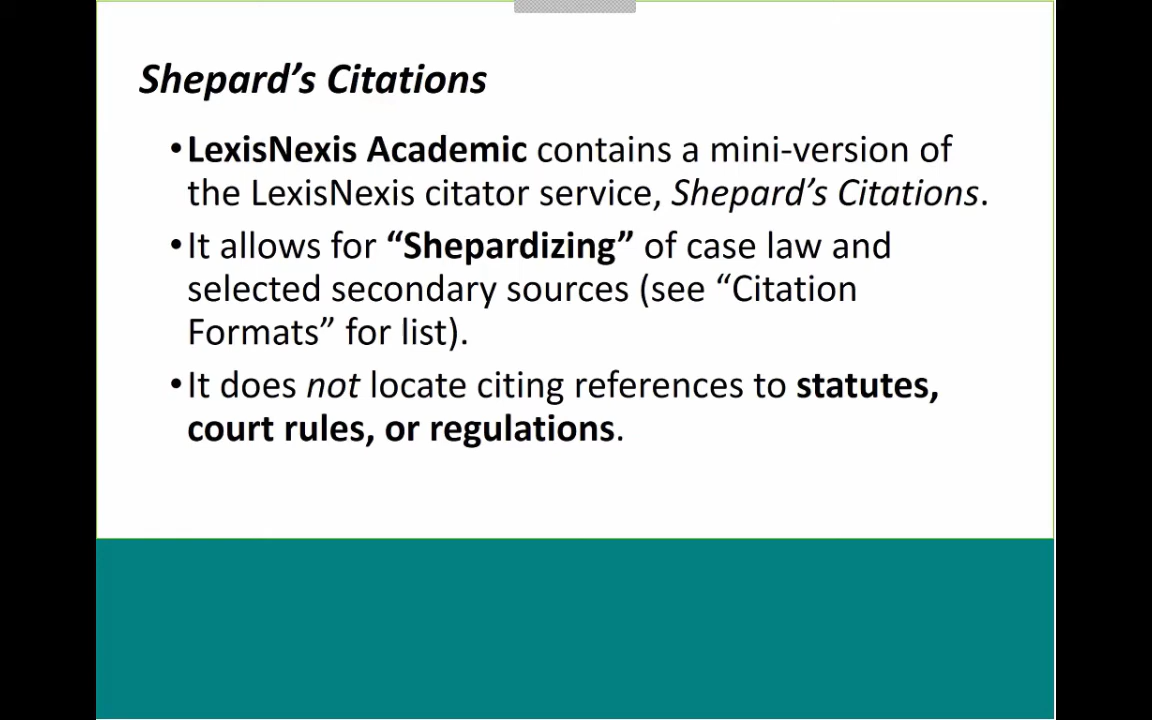 Shepard’s Citations
•LexisNexis Academic contains a mini-version of
the LexisNexis citator service, Shepard’s Citations.
•It allows for “Shepardizing” of case law and
selected secondary sources (see “Citation
Formats” for list).
•It does not locate citing references to statutes,
court rules, or regulations.